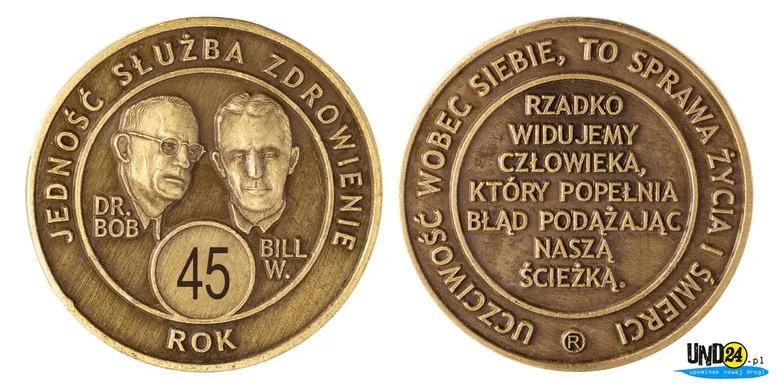 JEDNOŚĆ SŁUŻBA ZDROWIENIE
DR.
BOB
BILL
W.
45
ROK
UCZCIWOŚĆ WOBEC SIEBIE, TO SPRAWA ŻYCIA I ŚMIERCI
RZADKO
WIDUJEMY
CZŁOWIEKA,
KTÓRY POPEŁNIA
BŁĄD PODĄŻAJĄC
NASZĄ
ŚCIEŻKĄ.
®
UND24.pl
upominek nowej drogi